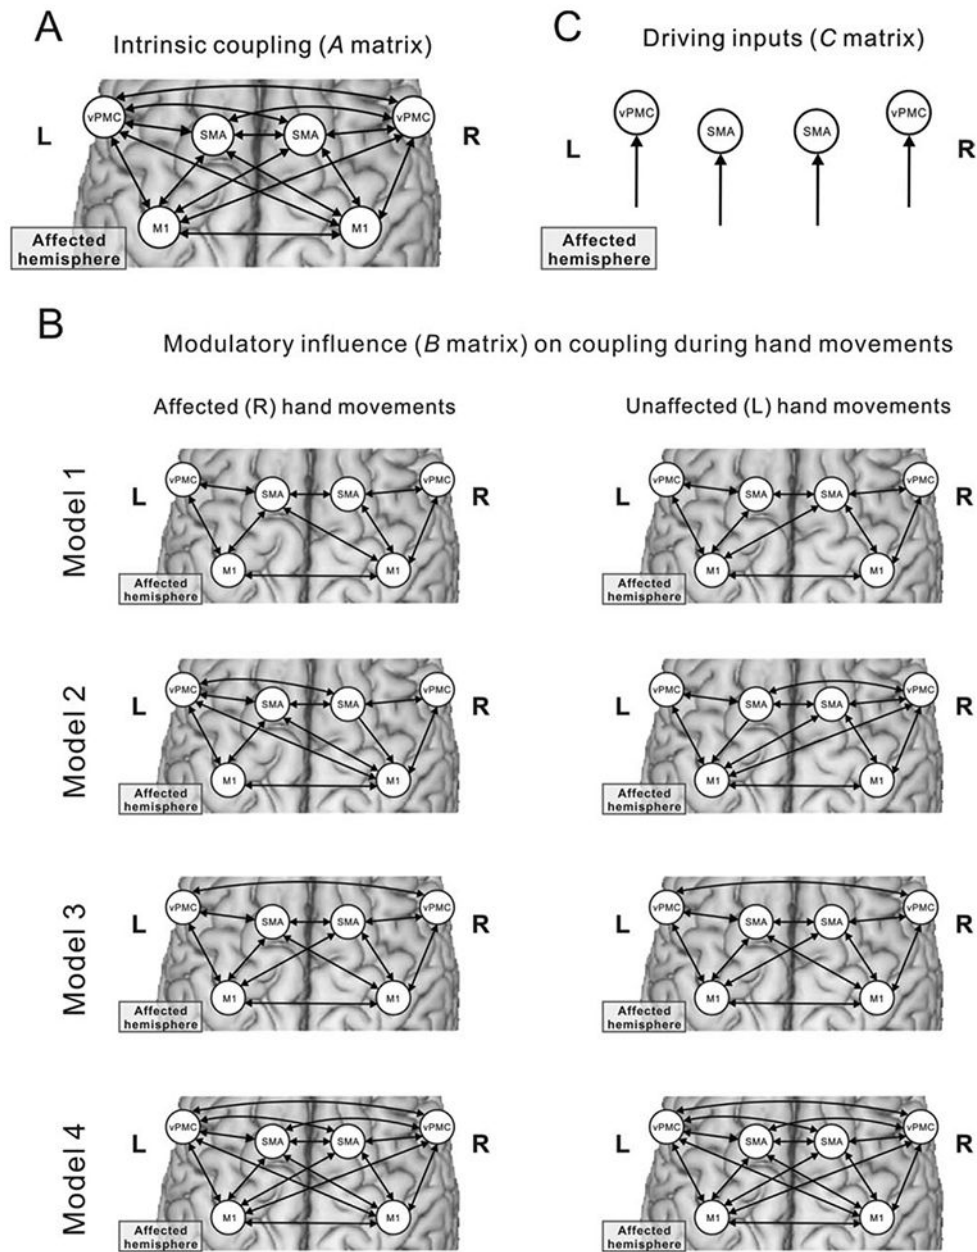 A
Intrinsic coupling (A matrix)
vPMC
vPMC
SMA
SMA
L
R
M1
M1
Affected
hemisphere
C
Driving inputs (C matrix)
vPMC
vPMC
SMA
SMA
L
R
Affected
hemisphere
B
Modulatory influence (B matrix) on coupling during hand movements
Affected (R) hand movements
Unaffected (L) hand movements
Model 1
vPMC
vPMC
L
SMA
SMA
R
M1
M1
Affected
hemisphere
vPMC
vPMC
L
SMA
SMA
R
M1
M1
Affected
hemisphere
Model 2
vPMC
vPMC
L
SMA
SMA
R
M1
M1
Affected
hemisphere
vPMC
vPMC
L
SMA
SMA
R
M1
M1
Affected
hemisphere
Model 3
vPMC
vPMC
L
SMA
SMA
R
M1
M1
Affected
hemisphere
vPMC
vPMC
L
SMA
SMA
R
M1
M1
Affected
hemisphere
Model 4
vPMC
vPMC
L
SMA
SMA
R
M1
M1
Affected
hemisphere
vPMC
vPMC
L
SMA
SMA
R
M1
M1
Affected
hemisphere